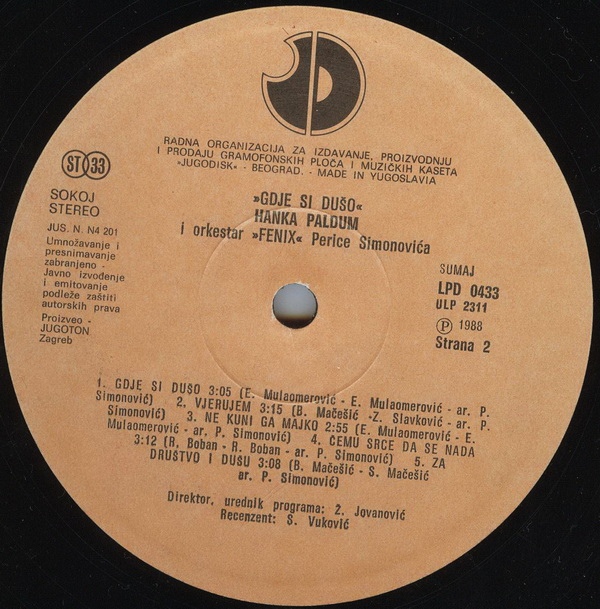 RADNA ORGANIZACIJA ZA IZDAVANJE, PROIZVODNJU
I PRODAJU GRAMOFONSKIH PLOČA I MUZIČKIH KASETA
»JUGODISK« - BEOGRAD. - MADE IN YUGOSLAVIA
ST 33
SOKOJ
STEREO
JUS. N. N4 201
Umnožavanje i
presnimavanje
zabranjeno -
Javno izvođenje
i emitovanje
podleže zaštiti
autorskih prava
Proizveo -
JUGOTON
Zagreb
»GDJE SI DUŠO«
HANKA PALDUM
i orkestar »FENIX« Perice Simonovića
SUMAJ
LPD 0433
ULP 2311
Ⓟ 1988
Strana 2
1. GDJE SI DUŠO 3:05 (E. Mulaomerović - E. Mulaomerović - ar. P.
Simonović) 2, VJERUJEM 3:15 (B. Mačešić -Z. Slavković - ar. P.
Simonović) 3. NE KUNI GA MAJKO 2:55 (E. Mulaomerović - E.
Mulaomerović - ar. P. Simonović) 4. ČEMU SRCE DA SE NADA
3:12 (R. Boban - R. Boban - ar. P. Simonović) 5. ZA
DRUŠTVO I DUŠU 3:08 (B. Mačešić - S. Mačešić
ar. P. Simonović)
Direktor, urednik programa: Ž. Jovanović
Recenzent: S. Vuković